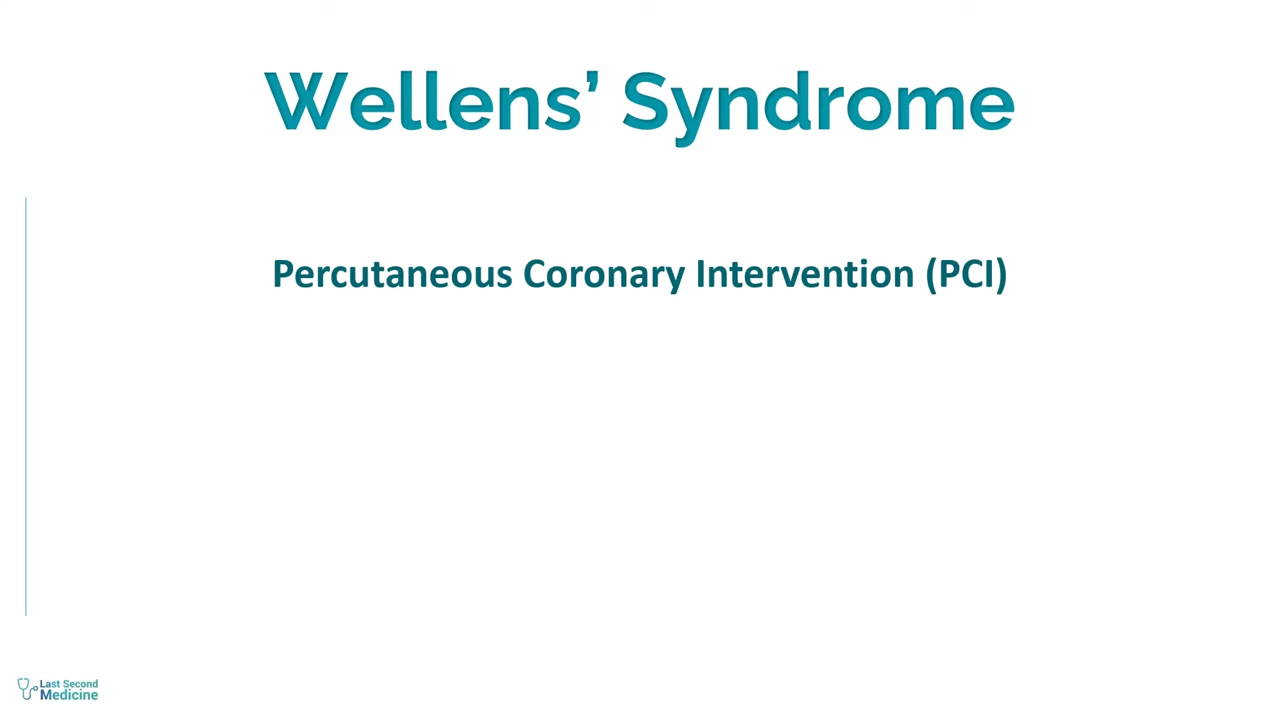 Wellens’ Syndrome
Percutaneous Coronary Intervention (PCI)
Last Second
Medicine